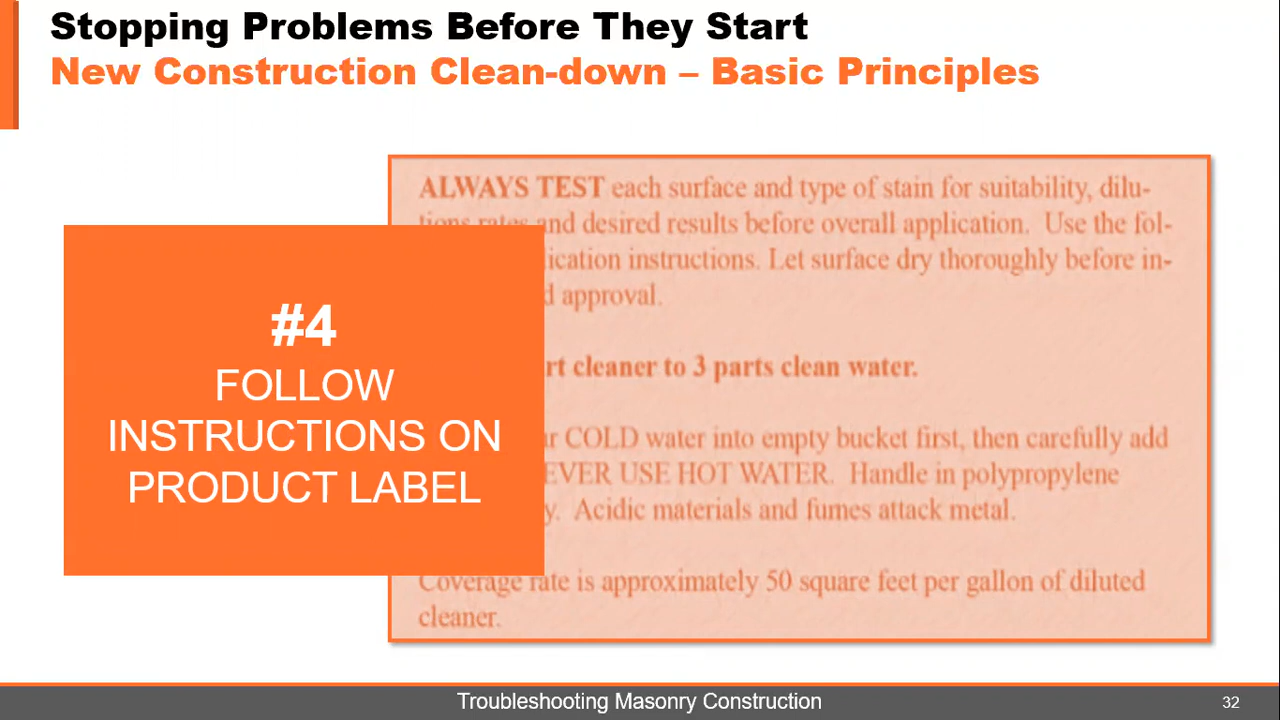 Stopping Problems Before They Start
New Construction Clean-down – Basic Principles
ALWAYS TEST each surface and type of stain for suitability, dilu-
tions rates and desired results before overall application. Use the fol-
lication instructions. Let surface dry thoroughly before in-
d approval.
rt cleaner to 3 parts clean water.
r COLD water into empty bucket first, then carefully add
EVER USE HOT WATER. Handle in polypropylene
y. Acidic materials and fumes attack metal.
Coverage rate is approximately 50 square feet per gallon of diluted
cleaner.
#4
FOLLOW
INSTRUCTIONS ON
PRODUCT LABEL
Troubleshooting Masonry Construction
32